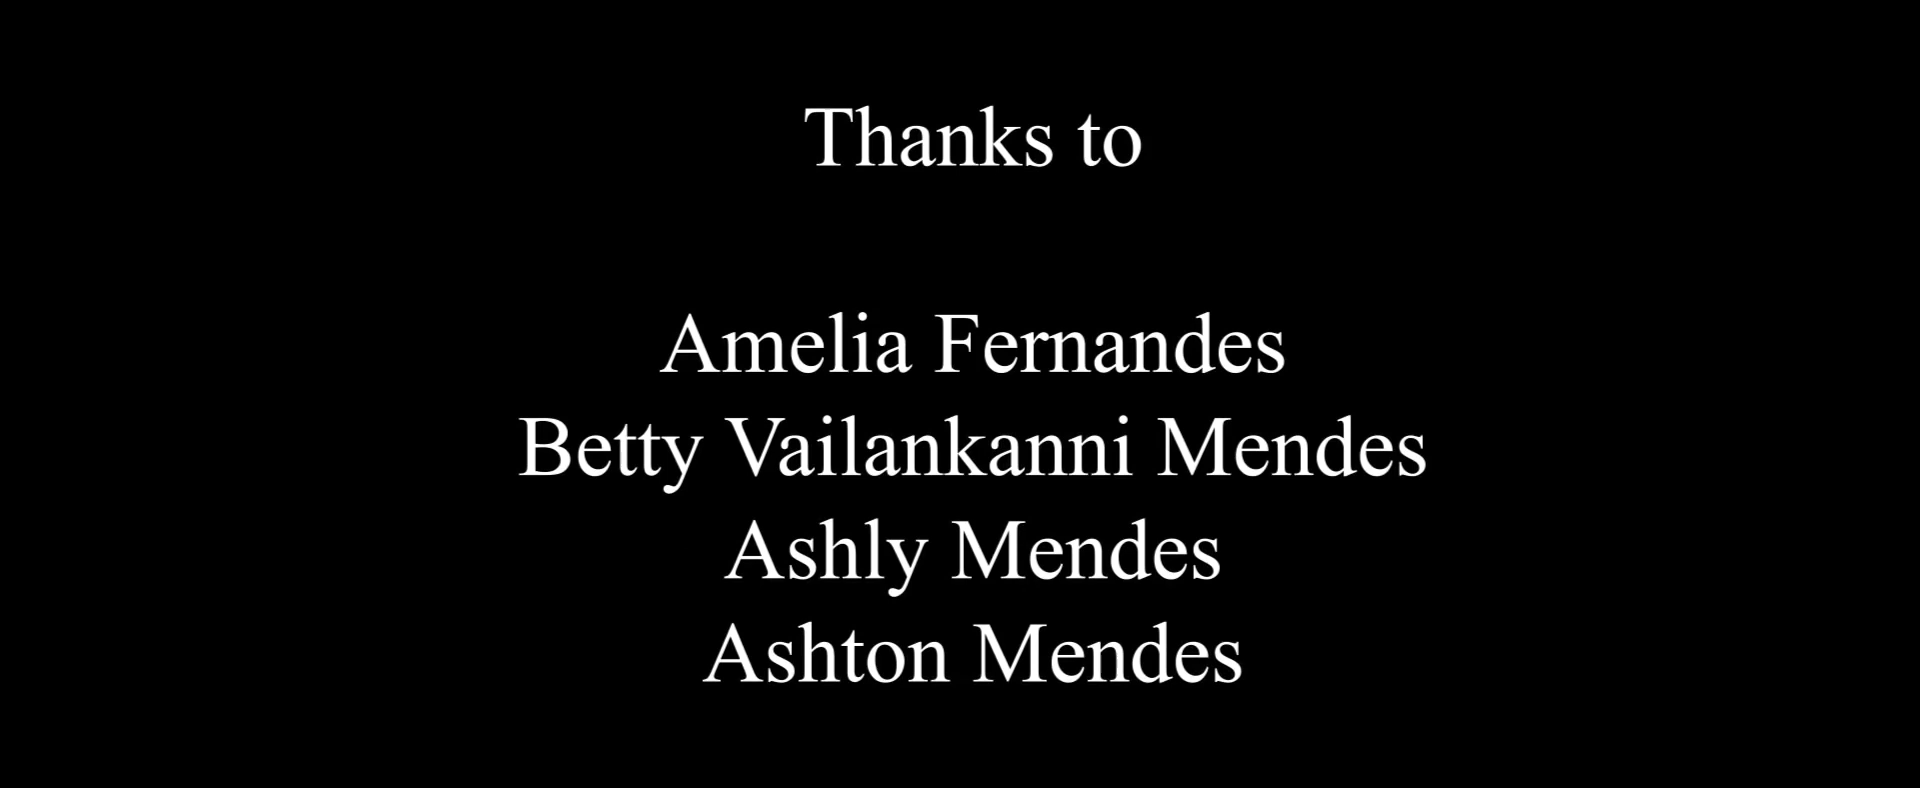 Thanks to
Amelia Fernandes
Betty Vailankanni Mendes
Ashly Mendes
Ashton Mendes